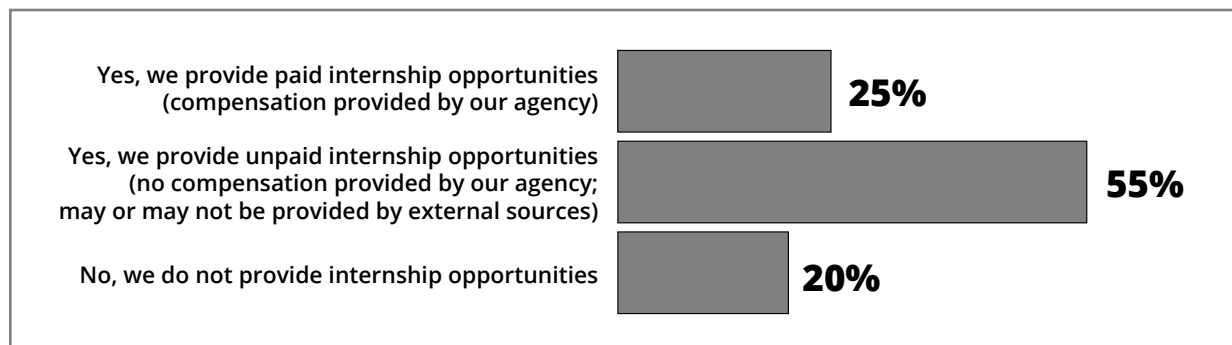 Yes, we provide paid internship opportunities
(compensation provided by our agency)
25%
Yes, we provide unpaid internship opportunities
(no compensation provided by our agency;
may or may not be provided by external sources)
55%
No, we do not provide internship opportunities
20%